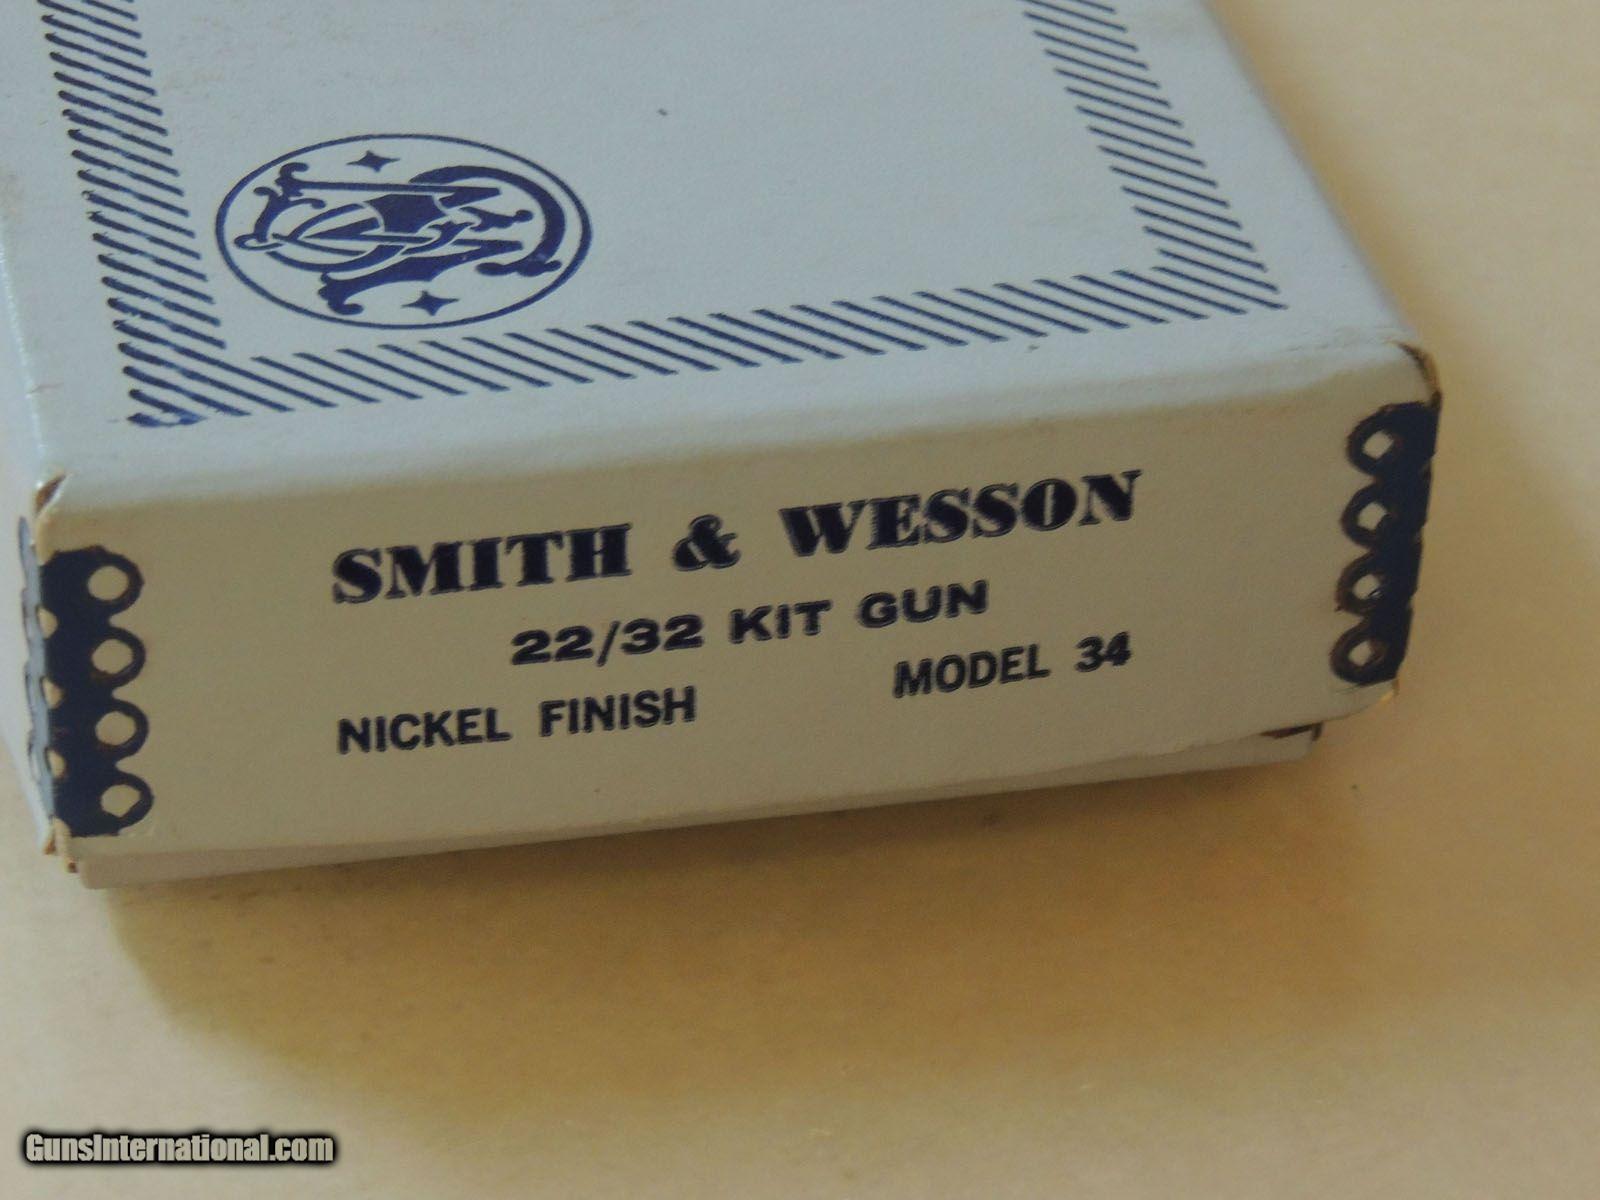 SMITH & WESSON
22/32 KIT GUN
NICKEL FINISH MODEL 34
GunsInternational.com